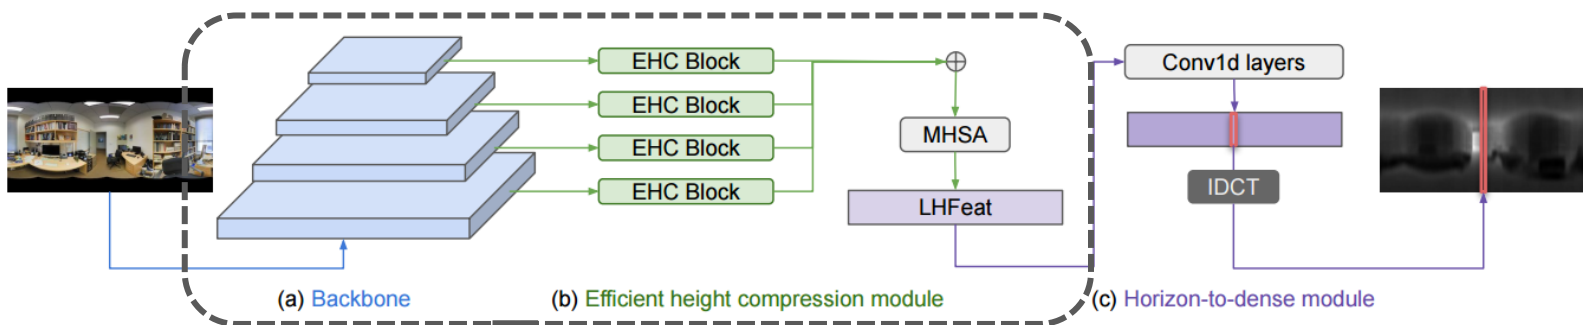 EHC Block
EHC Block
EHC Block
EHC Block
MHSA
LHFeat
Conv1d layers
IDCT
(a) Backbone
(b) Efficient height compression module
(c) Horizon-to-dense module